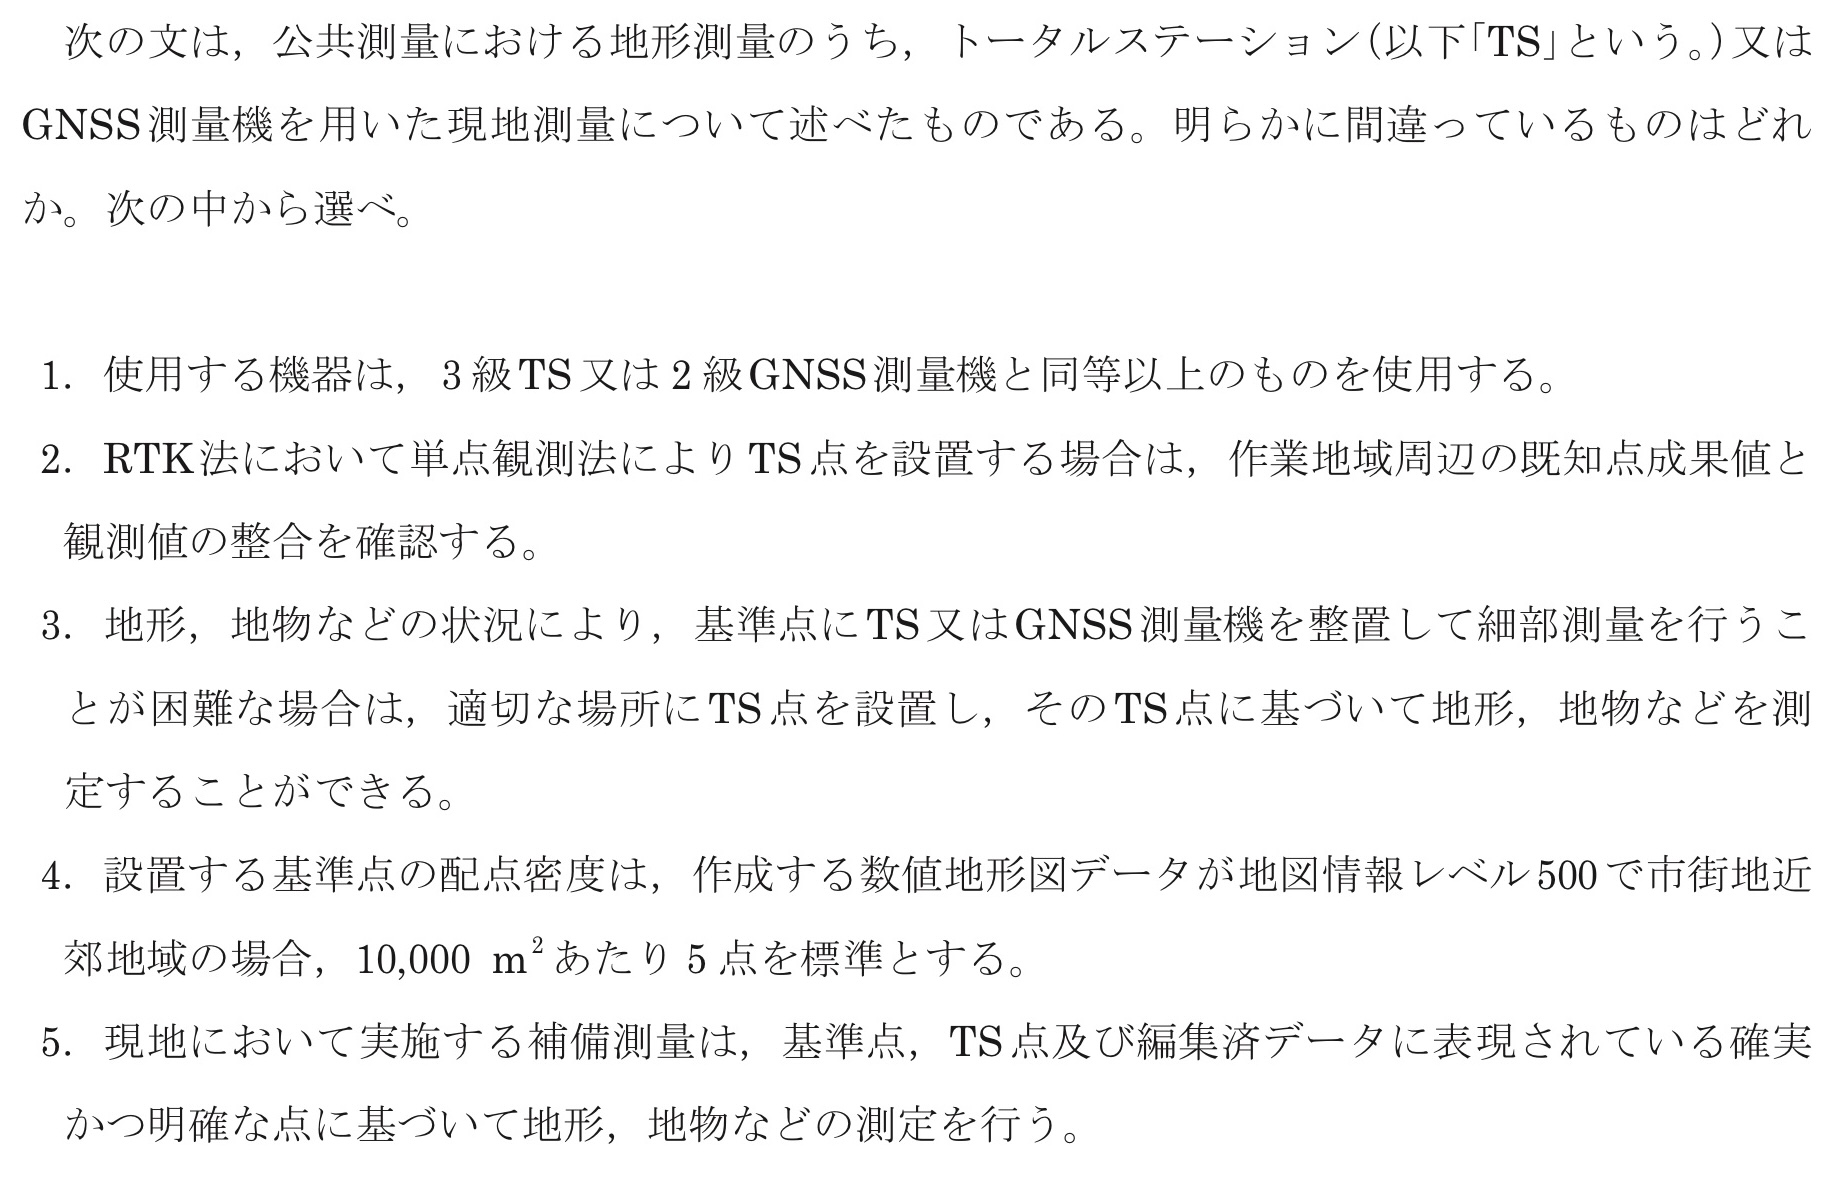 次の文は，公共測量における地形測量のうち，トータルステーション(以下「TS」という。)又は
GNSS測量機を用いた現地測量について述べたものである。明らかに間違っているものはどれ
か。次の中から選べ。
1．使用する機器は，3級TS又は2級GNSS測量機と同等以上のものを使用する。
2．RTK法において単点観測法によりTS点を設置する場合は，作業地域周辺の既知点成果値と
観測値の整合を確認する。
3．地形，地物などの状況により，基準点にTS又はGNSS測量機を整置して細部測量を行うこ
とが困難な場合は，適切な場所にTS点を設置し，そのTS点に基づいて地形，地物などを測
定することができる。
4．設置する基準点の配点密度は，作成する数値地形図データが地図情報レベル500で市街地近
郊地域の場合，10,000 m²あたり5点を標準とする。
5．現地において実施する補備測量は，基準点，TS点及び編集済データに表現されている確実
かつ明確な点に基づいて地形，地物などの測定を行う。